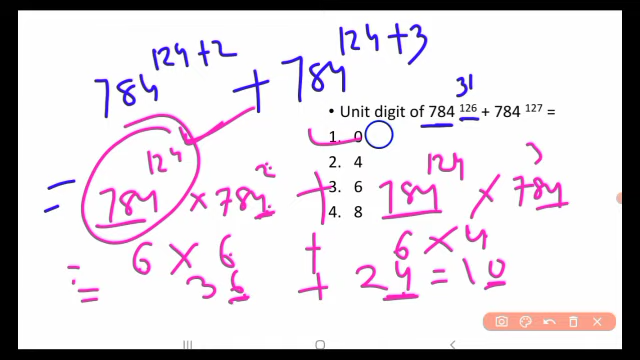 784^124+2 + 784^124+3
31
• Unit digit of 784 ^126 + 784 ^127 =
1. 0
2. 4
3. 6
4. 8
= 784^124 × 784^2 + 784^124 × 784^3
6 × 6 + 6 × 4
= 36 + 24 = 10